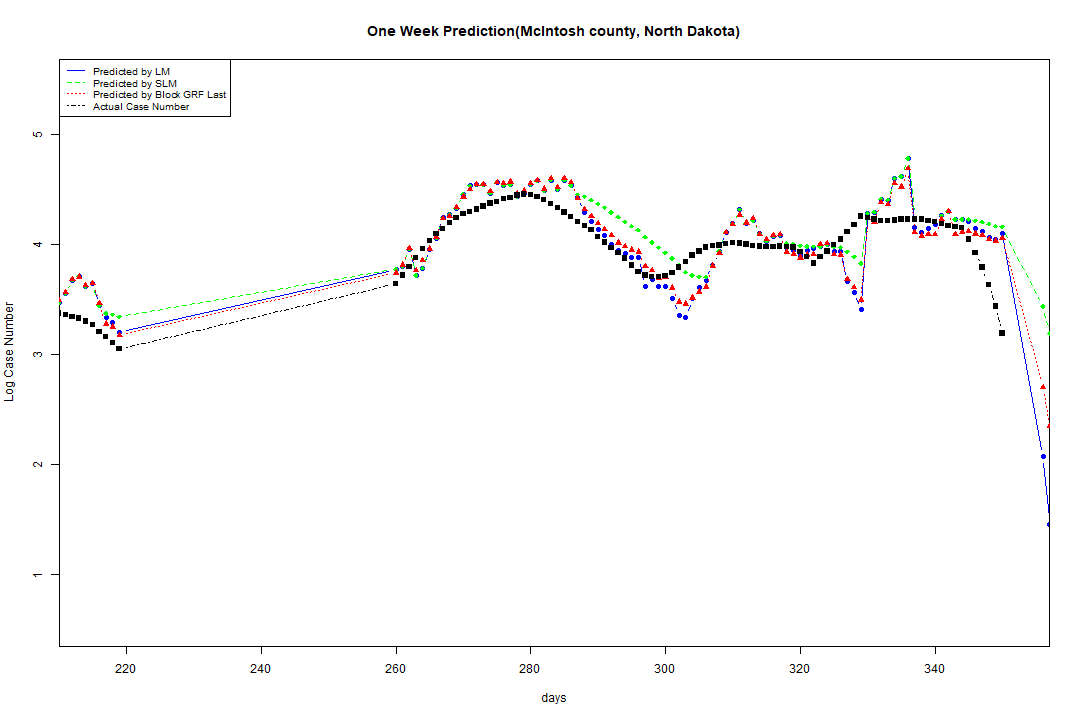 One Week Prediction(McIntosh county, North Dakota)
Predicted by LM
Predicted by SLM
Predicted by Block GRF Last
Actual Case Number
5
4
3
2
1
Log Case Number
220 240 260 280 300 320 340
days